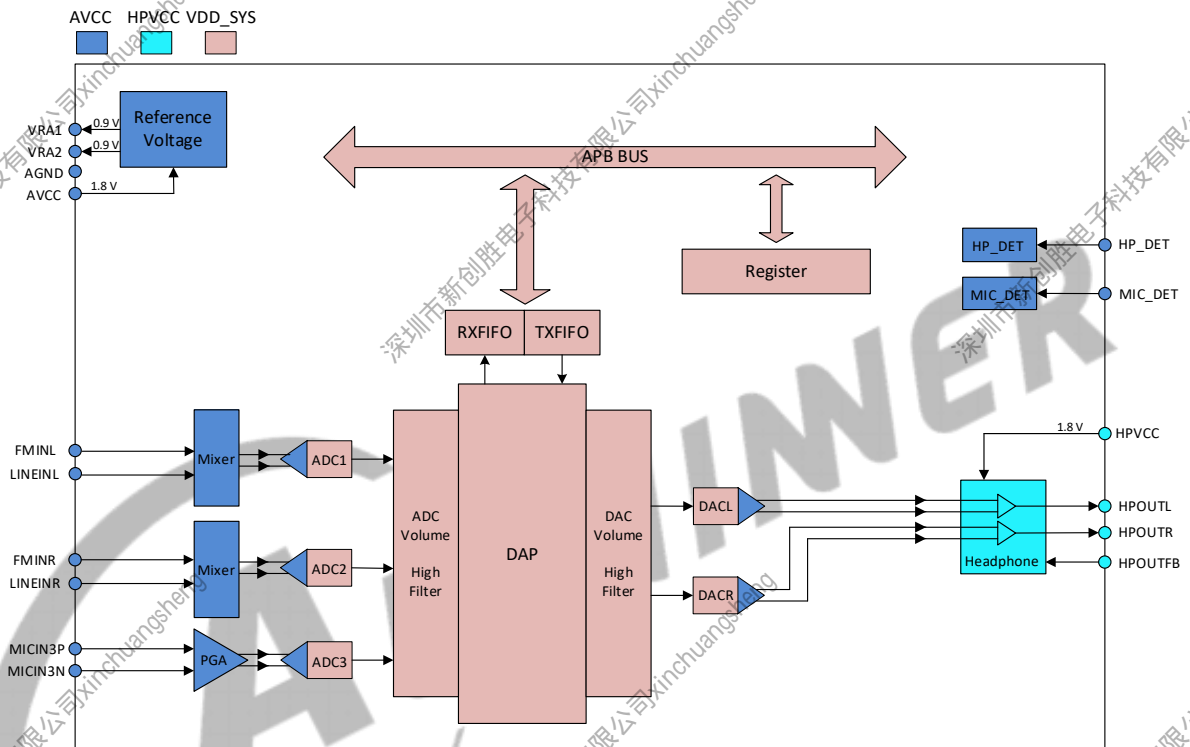 AVCC HPVCC VDD_SYS
Reference
Voltage
VRA1
0.9 V
VRA2
0.9 V
AGND
AVCC
1.8 V
APB BUS
Register
HP_DET
HP_DET
MIC_DET
MIC_DET
RXFIFO
TXFIFO
FMINL
LINEINL
Mixer
ADC1
FMINR
LINEINR
Mixer
ADC2
MICIN3P
MICIN3N
PGA
ADC3
ADC
Volume
High
Filter
DAP
DAC
Volume
High
Filter
DACL
DACR
1.8 V
HPVCC
HPOUTL
HPOUTR
HPOUTFB
Headphone
深圳市新创胜电子科技有限公司xinchuangsheng